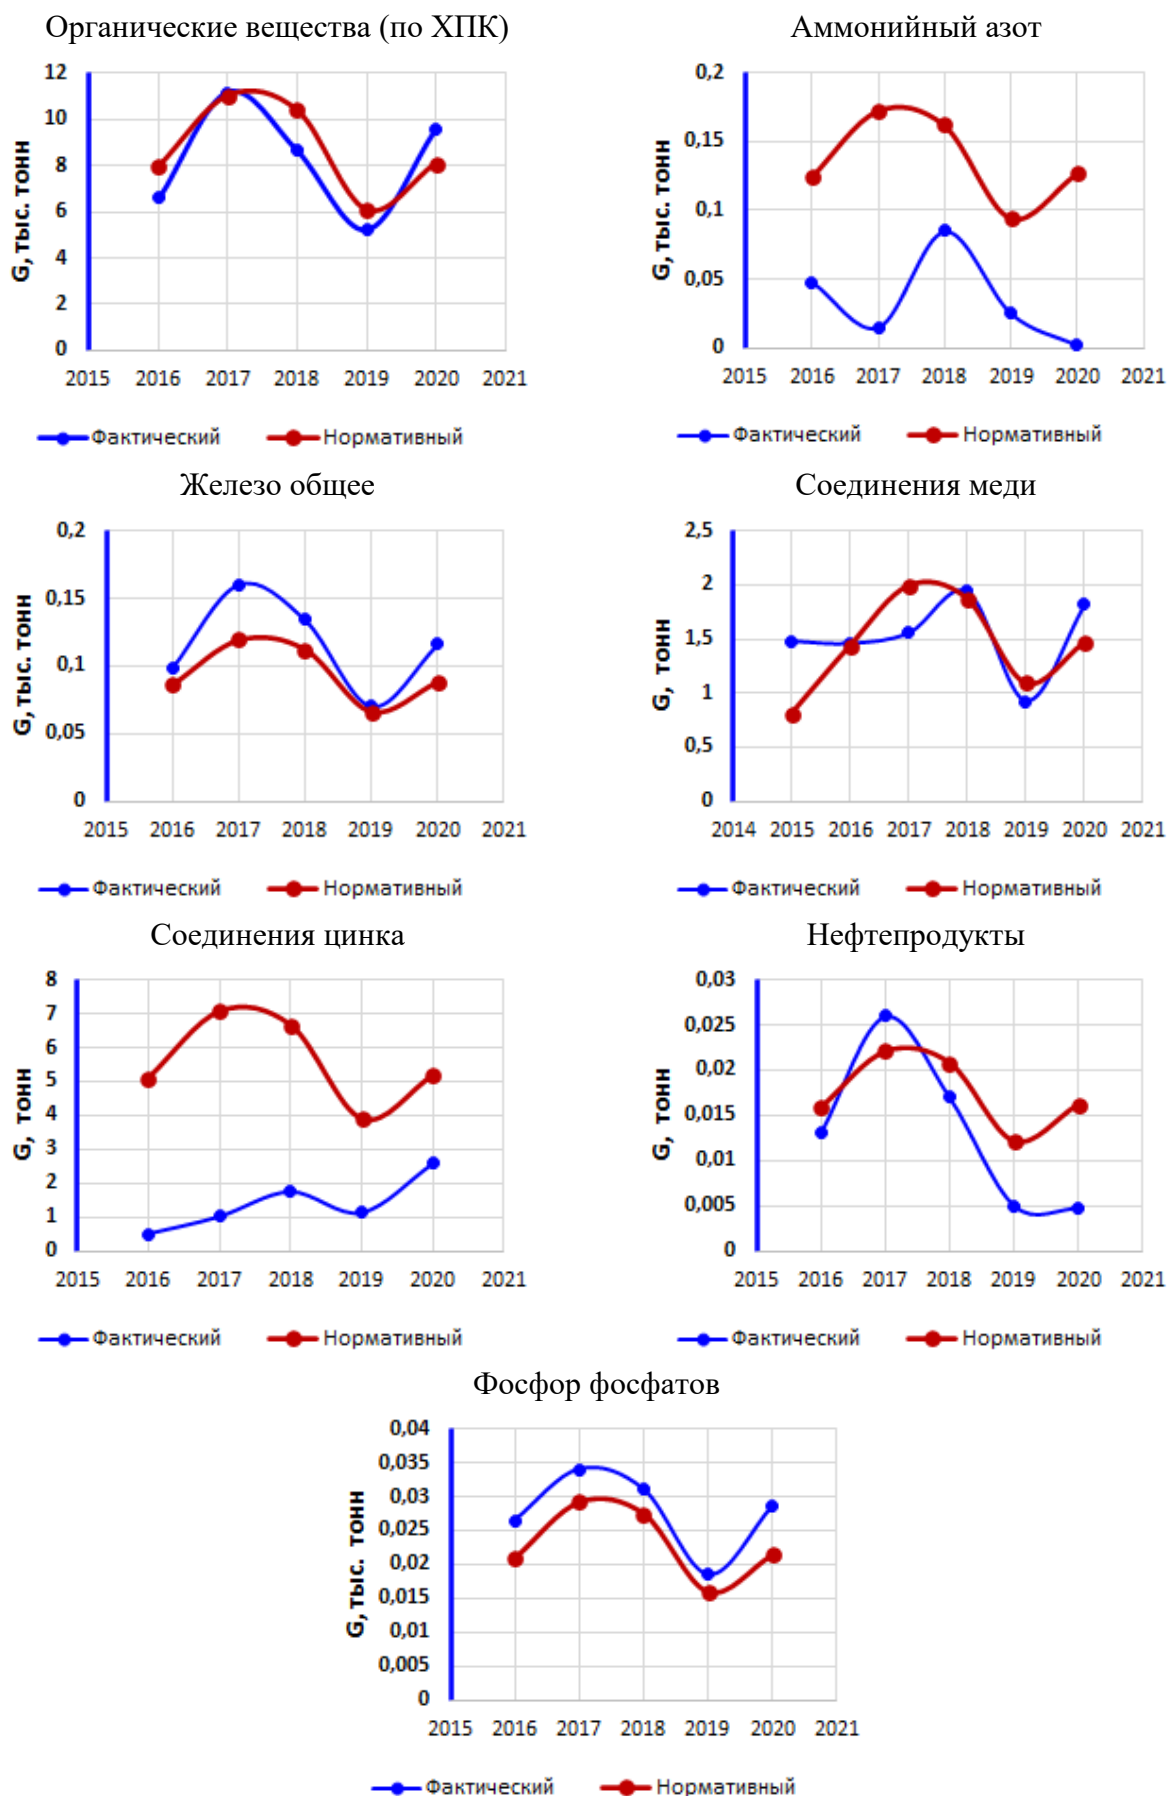 Органические вещества (по ХПК)
G, тыс. тонн
12
10
8
6
4
2
0
2015 2016 2017 2018 2019 2020 2021
Фактический Нормативный
Аммонийный азот
G, тыс. тонн
0,2
0,15
0,1
0,05
0
2015 2016 2017 2018 2019 2020 2021
Фактический Нормативный
Железо общее
G, тыс. тонн
0,2
0,15
0,1
0,05
0
2015 2016 2017 2018 2019 2020 2021
Фактический Нормативный
Соединения меди
G, тонн
2,5
2
1,5
1
0,5
0
2014 2015 2016 2017 2018 2019 2020 2021
Фактический Нормативный
Соединения цинка
G, тонн
8
7
6
5
4
3
2
1
0
2015 2016 2017 2018 2019 2020 2021
Фактический Нормативный
Нефтепродукты
G, тонн
0,03
0,025
0,02
0,015
0,01
0,005
0
2015 2016 2017 2018 2019 2020 2021
Фактический Нормативный
Фосфор фосфатов
G, тыс. тонн
0,04
0,035
0,03
0,025
0,02
0,015
0,01
0,005
0
2015 2016 2017 2018 2019 2020 2021
Фактический Нормативный